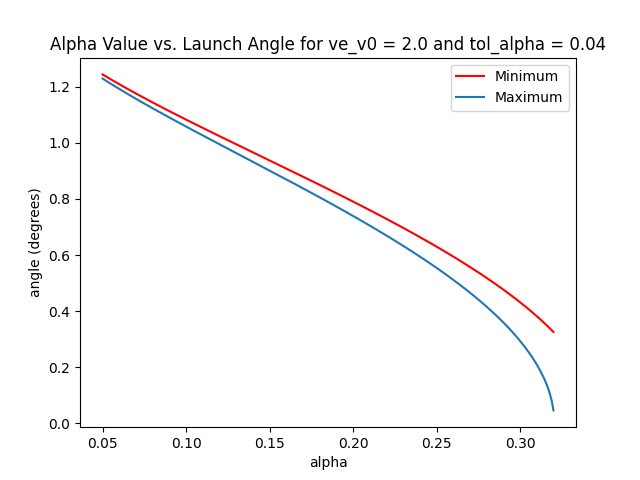 Alpha Value vs. Launch Angle for ve_v0 = 2.0 and tol_alpha = 0.04
Minimum
Maximum
angle (degrees)
1.2
1.0
0.8
0.6
0.4
0.2
0.0
0.05 0.10 0.15 0.20 0.25 0.30
alpha